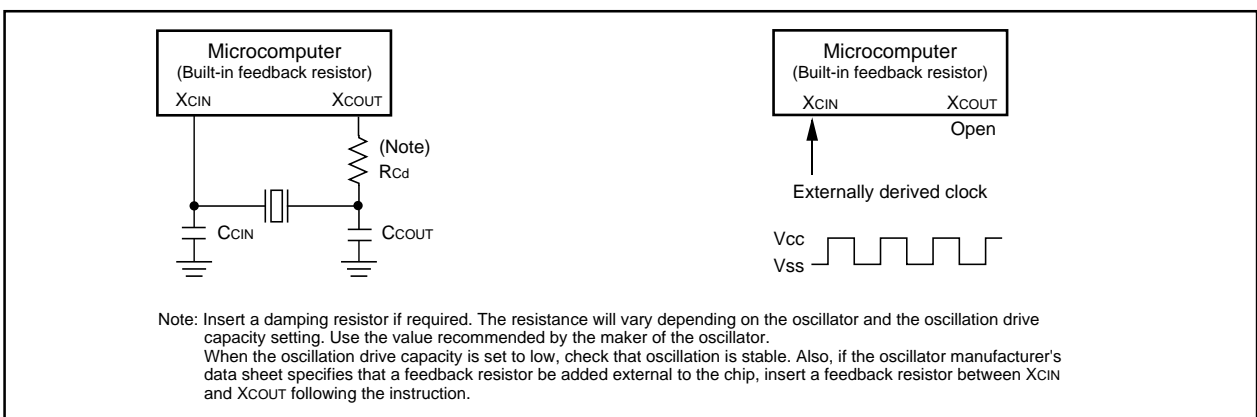 Microcomputer
(Built-in feedback resistor)
XCIN XCOUT
(Note)
RCd
CCIN CCOUT
Microcomputer
(Built-in feedback resistor)
XCIN XCOUT
Open
Externally derived clock
Vcc
Vss
Note: Insert a damping resistor if required. The resistance will vary depending on the oscillator and the oscillation drive
capacity setting. Use the value recommended by the maker of the oscillator.
When the oscillation drive capacity is set to low, check that oscillation is stable. Also, if the oscillator manufacturer's
data sheet specifies that a feedback resistor be added external to the chip, insert a feedback resistor between XCIN
and XCOUT following the instruction.